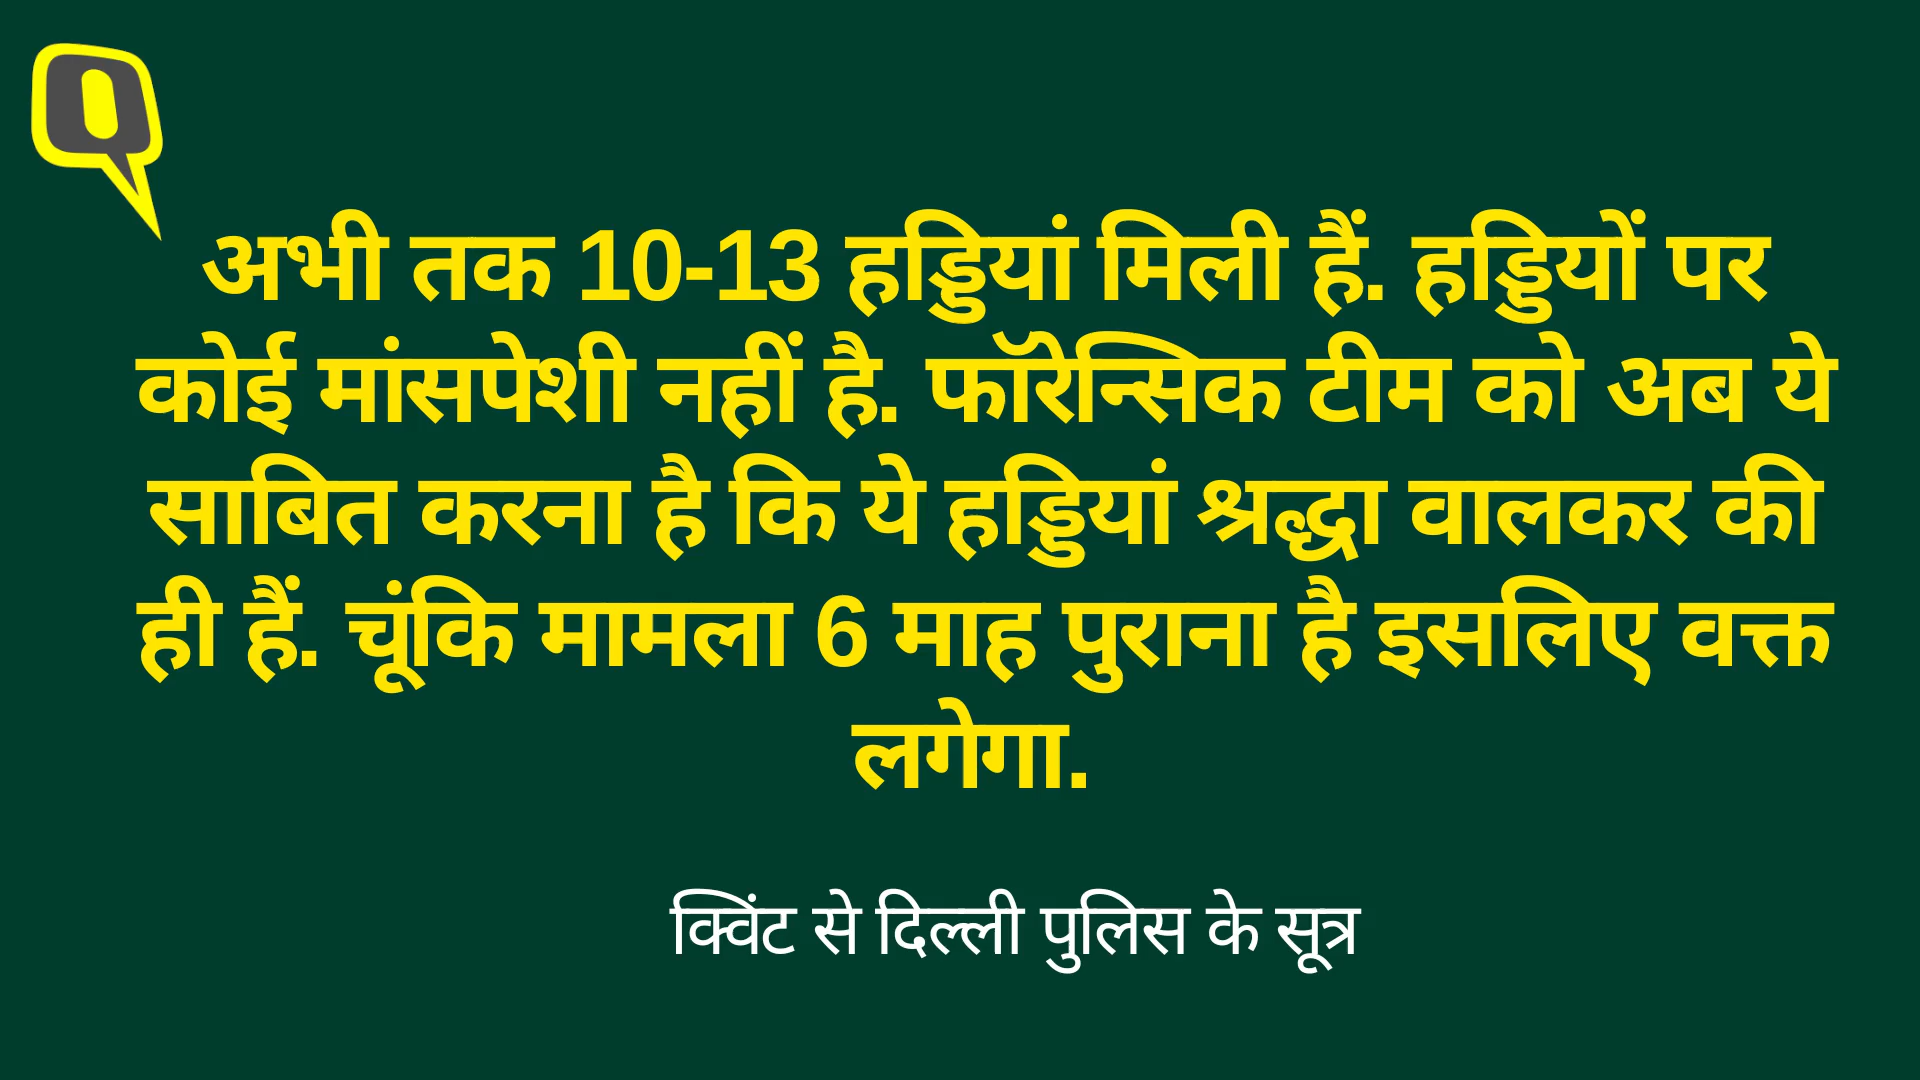 अभी तक 10-13 हड्डियां मिली हैं. हड्डियों पर
कोई मांसपेशी नहीं है. फॉरेन्सिक टीम को अब ये
साबित करना है कि ये हड्डियां श्रद्धा वालकर की
ही हैं. चूंकि मामला 6 माह पुराना है इसलिए वक्त
लगेगा.
क्विंट से दिल्ली पुलिस के सूत्र